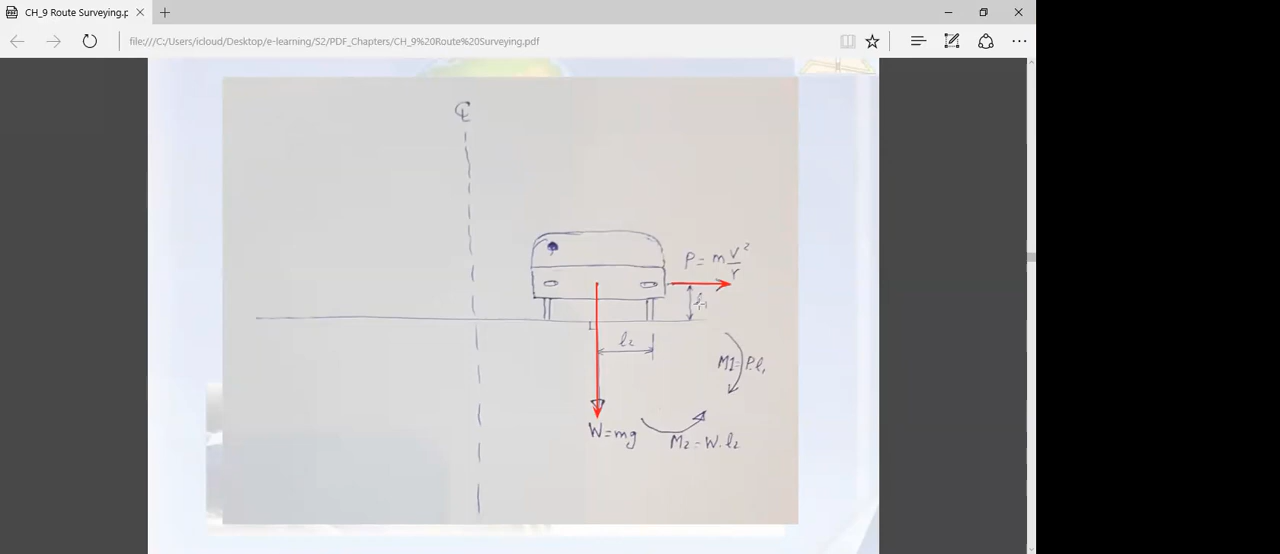 CH_9 Route Surveying.p
file:///C:/Users/icloud/Desktop/e-learning/S2/PDF_Chapters/CH_9%20Route%20Surveying.pdf
℄
P = m V²/r
l₁
l₂
M1 = P.l₁
W = mg
M₂ = W. l₂